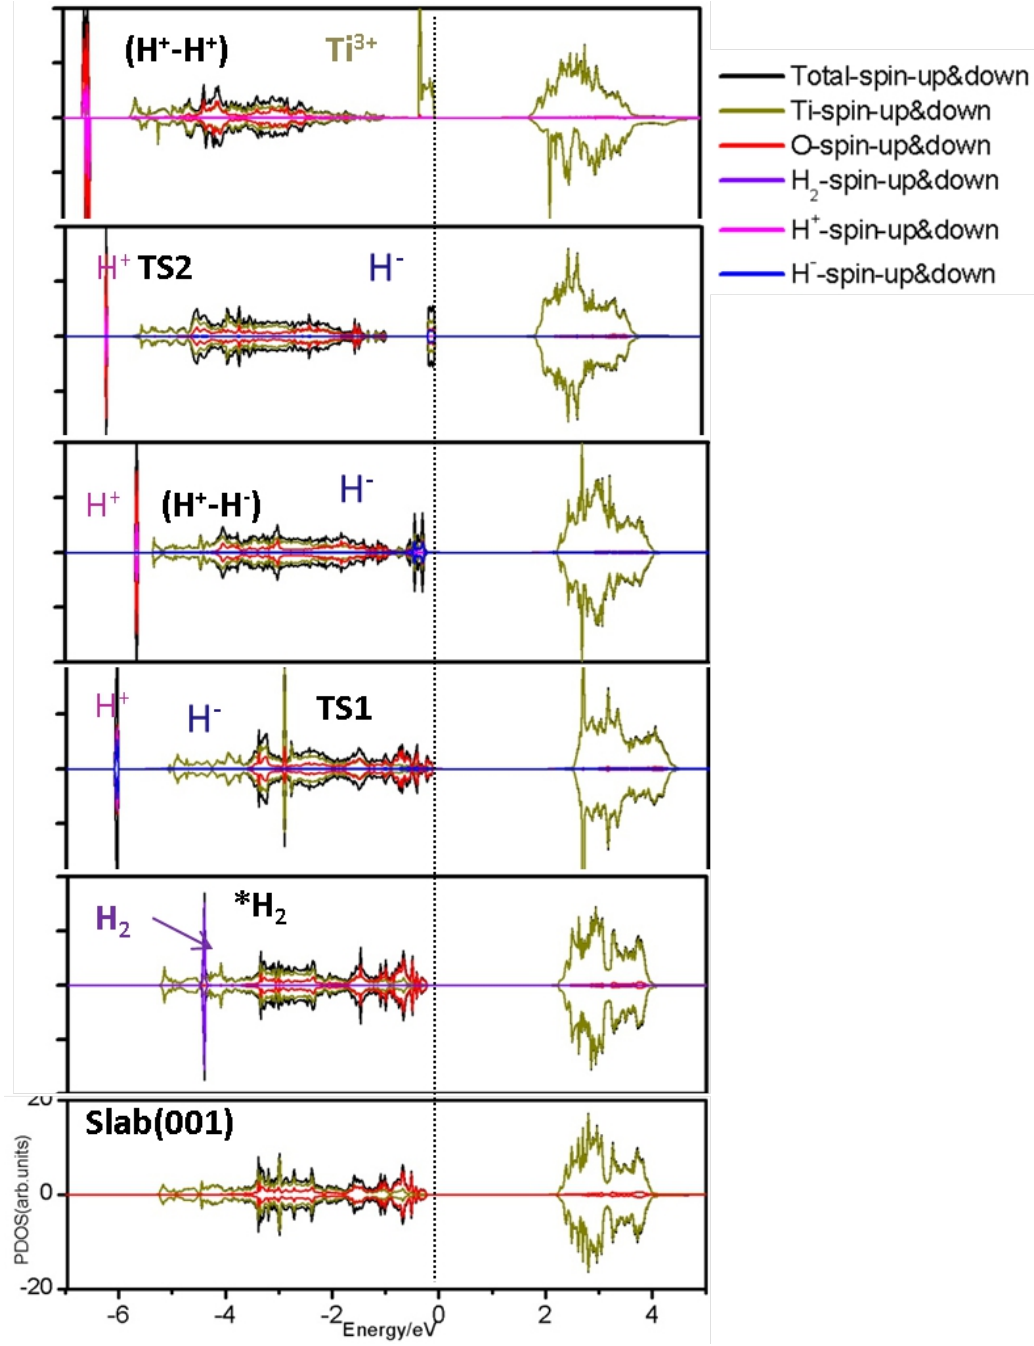 (H⁺-H⁺) Ti³⁺
Total-spin-up&down
Ti-spin-up&down
O-spin-up&down
H₂-spin-up&down
H⁺-spin-up&down
H⁻-spin-up&down
H⁺ TS2 H⁻
H⁺ (H⁺-H⁻) H⁻
H⁺ H⁻ TS1
H₂ *H₂
20
Slab(001)
PDOS(arb.units)
0
-20
-6 -4 -2 0 2 4
Energy/eV